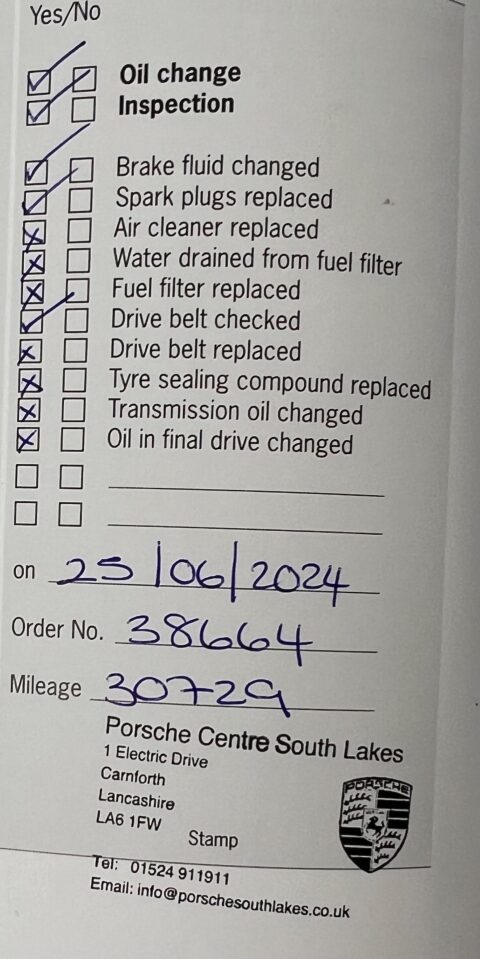 Yes/No
Oil change
Inspection
Brake fluid changed
Spark plugs replaced
Air cleaner replaced
Water drained from fuel filter
Fuel filter replaced
Drive belt checked
Drive belt replaced
Tyre sealing compound replaced
Transmission oil changed
Oil in final drive changed
on 25/06/2024
Order No. 38664
Mileage 30729
Porsche Centre South Lakes
1 Electric Drive
Carnforth
Lancashire
LA6 1FW
PORSCHE
Stamp
Tel: 01524 911911
Email: info@porschesouthlakes.co.uk